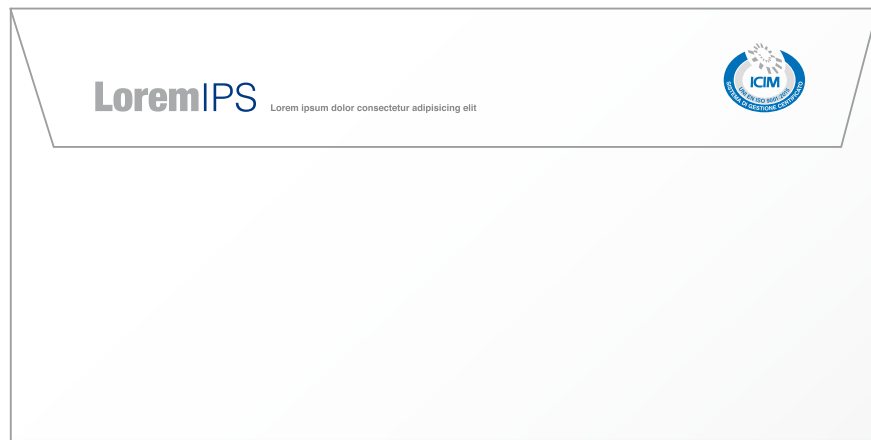 LoremIPS Lorem ipsum dolor consectetur adipisicing elit
ICIM
UNI EN ISO 9001:2015
SISTEMA DI GESTIONE CERTIFICATO